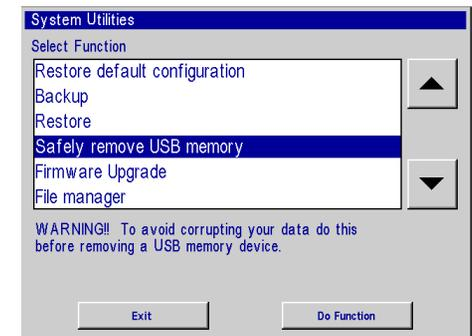 System Utilities
Select Function
Restore default configuration
Backup
Restore
Safely remove USB memory
Firmware Upgrade
File manager
WARNING!! To avoid corrupting your data do this
before removing a USB memory device.
Exit
Do Function